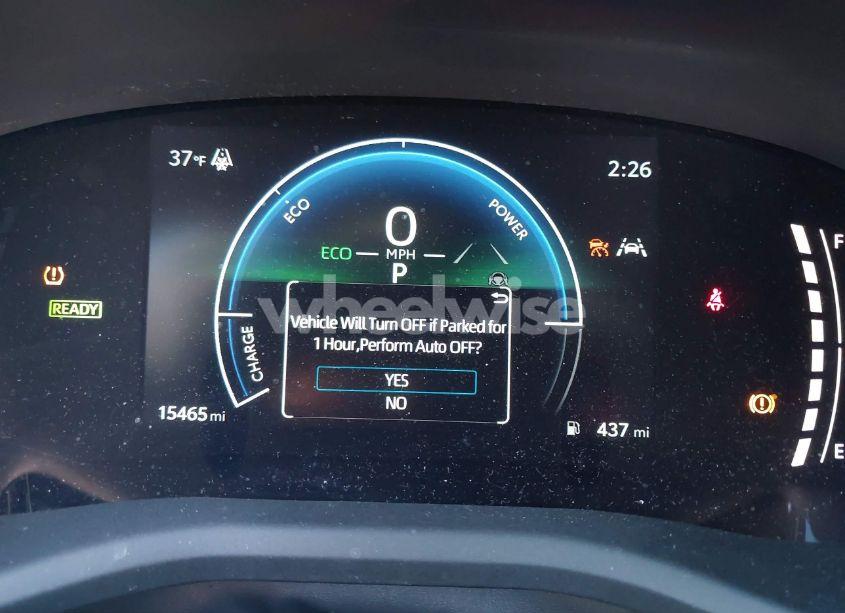 37°F
2:26
ECO
POWER
0
ECO
MPH
P
READY
wheelwise
Vehicle Will Turn OFF if Parked for
1 Hour,Perform Auto OFF?
YES
NO
CHARGE
15465 mi
437 mi
F
E